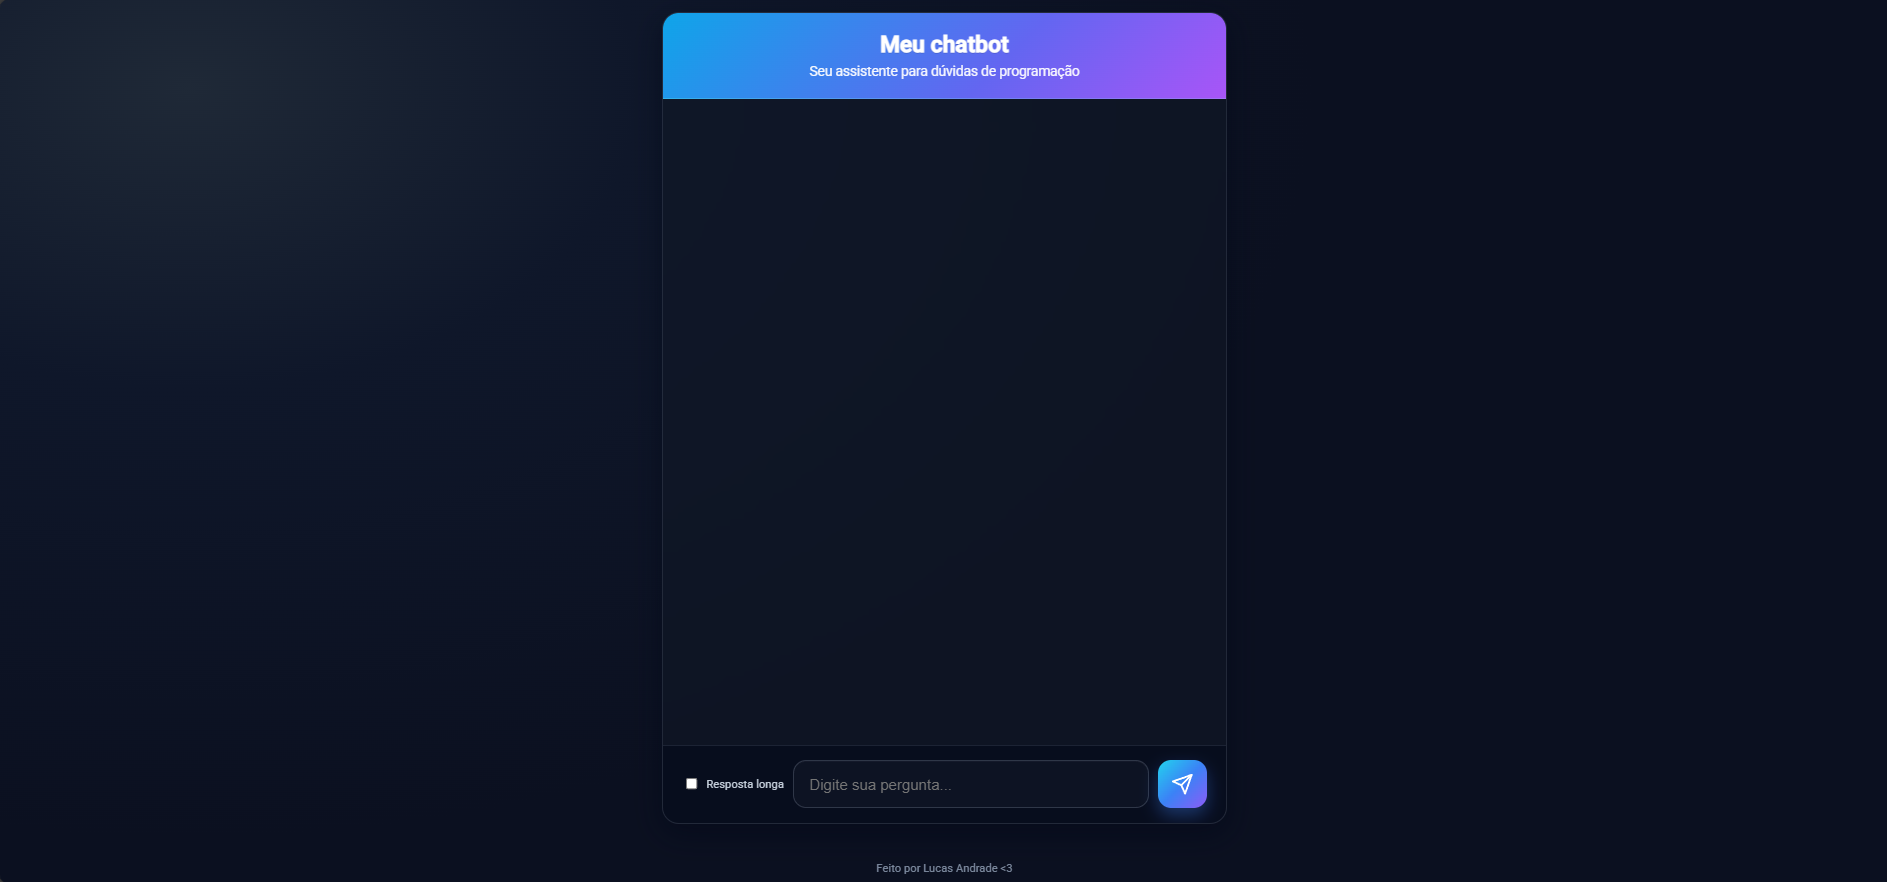 Meu chatbot
Seu assistente para dúvidas de programação
Resposta longa
Digite sua pergunta...
Feito por Lucas Andrade <3